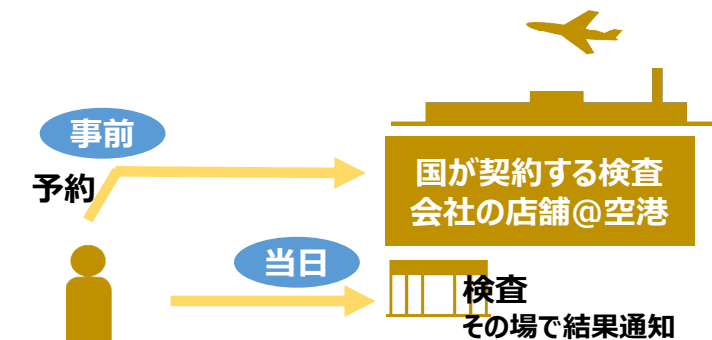 事前
予約
国が契約する検査
会社の店舗@空港
当日
検査
その場で結果通知